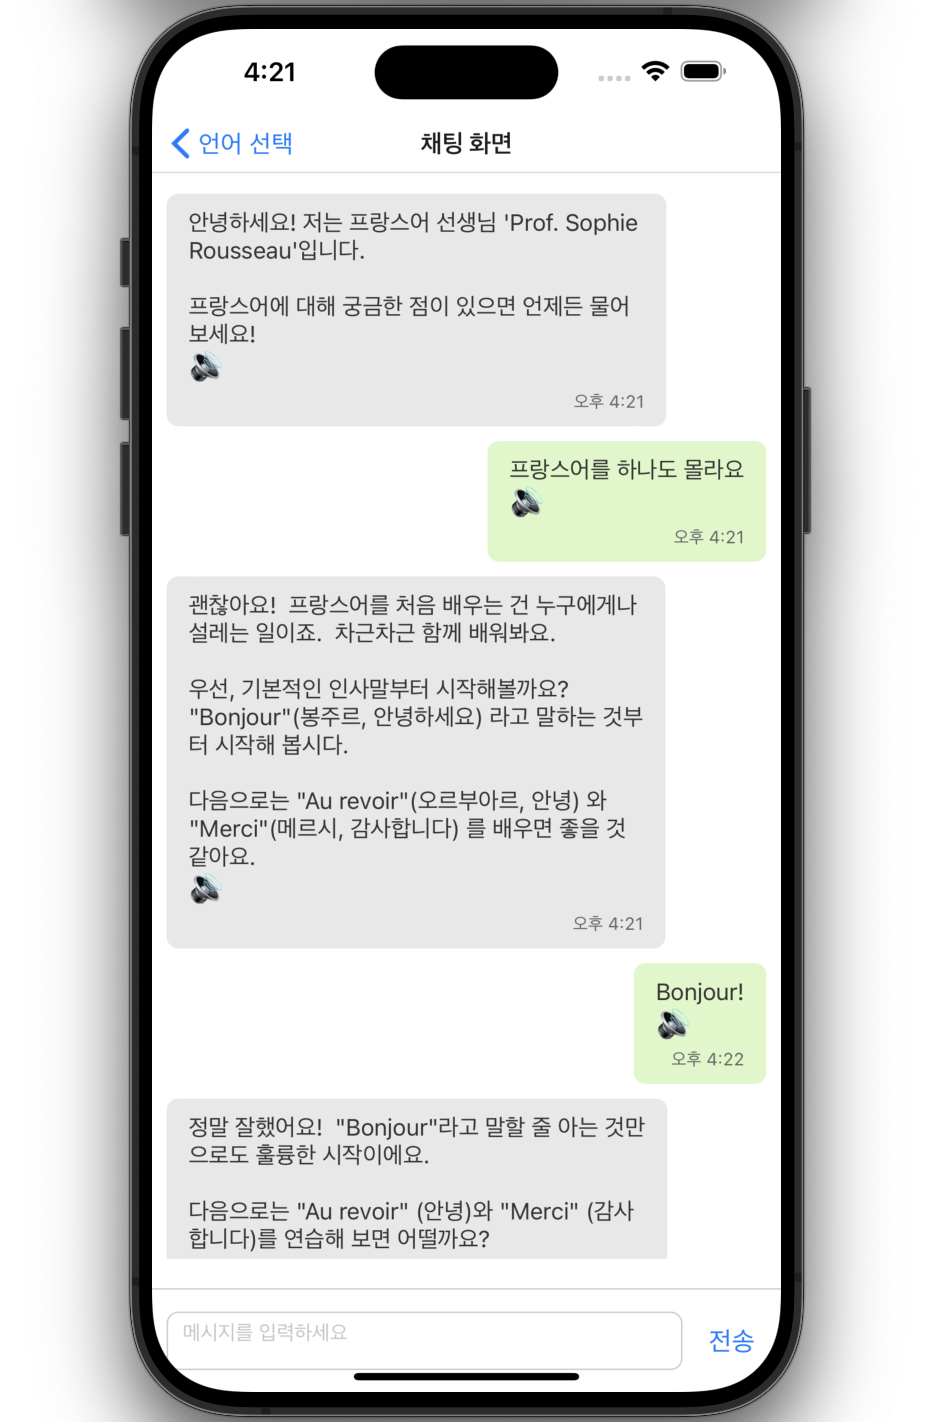 4:21
언어 선택
채팅 화면
안녕하세요! 저는 프랑스어 선생님 'Prof. Sophie
Rousseau'입니다.
프랑스어에 대해 궁금한 점이 있으면 언제든 물어
보세요!
오후 4:21
프랑스어를 하나도 몰라요
오후 4:21
괜찮아요!  프랑스어를 처음 배우는 건 누구에게나
설레는 일이죠.  차근차근 함께 배워봐요.
우선, 기본적인 인사말부터 시작해볼까요?
"Bonjour"(봉주르, 안녕하세요) 라고 말하는 것부
터 시작해 봅시다.
다음으로는 "Au revoir"(오르부아르, 안녕) 와
"Merci"(메르시, 감사합니다) 를 배우면 좋을 것
같아요.
오후 4:21
Bonjour!
오후 4:22
정말 잘했어요!  "Bonjour"라고 말할 줄 아는 것만
으로도 훌륭한 시작이에요.
다음으로는 "Au revoir" (안녕)와 "Merci" (감사
합니다)를 연습해 보면 어떨까요?
메시지를 입력하세요
전송